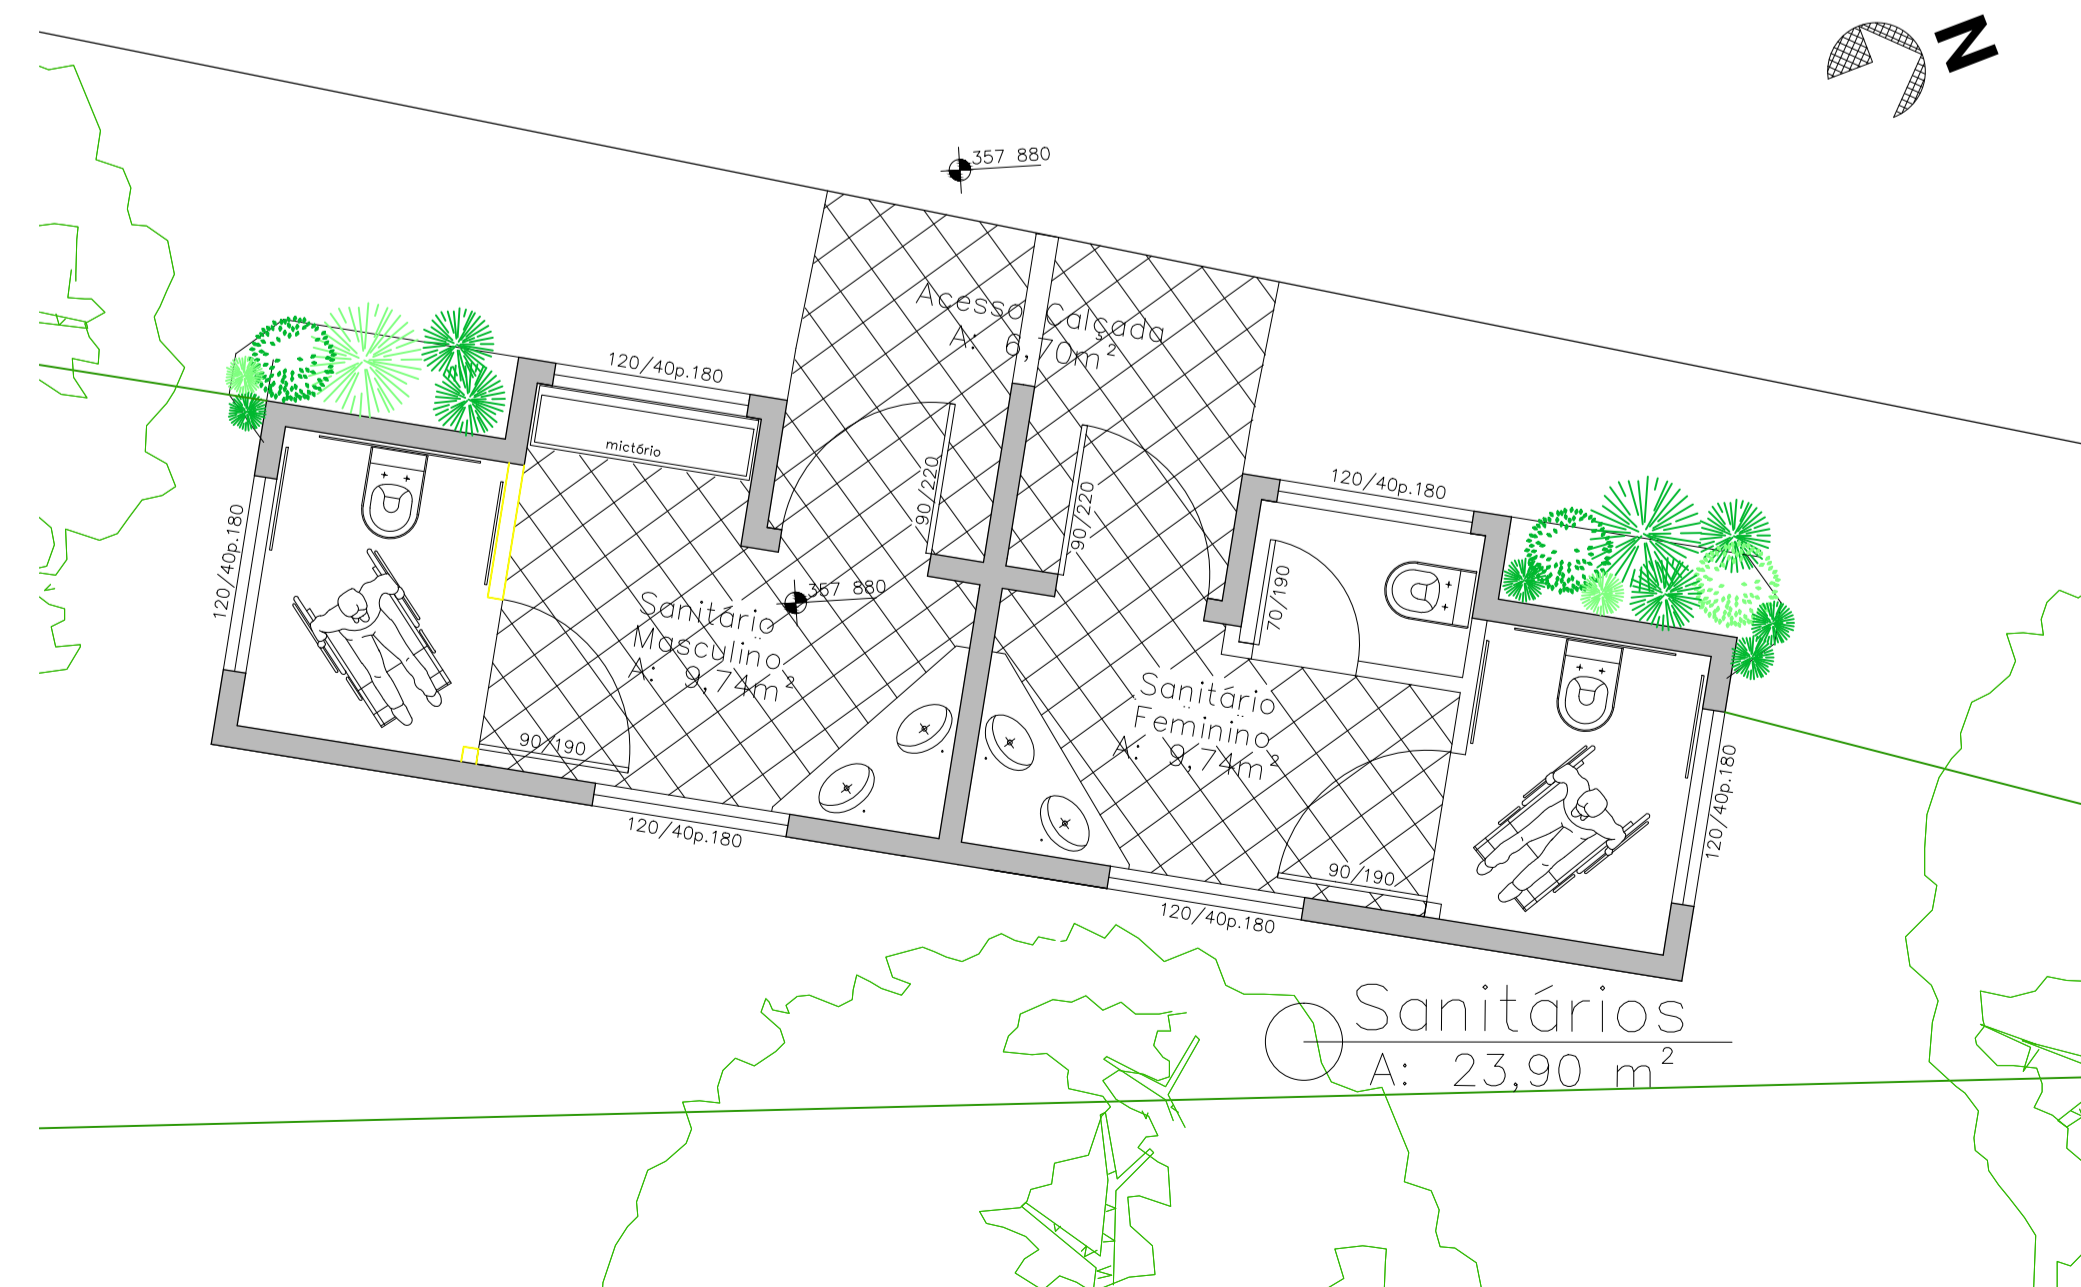 N
357 880
Acesso Calçada
A: 6,70m²
120/40p.180
mictório
90/220
90/220
120/40p.180
120/40p.180
70/190
357 880
Sanitário
Masculino
A: 9,74m²
Sanitário
Feminino
A: 9,74m²
90/190
90/190
120/40p.180
120/40p.180
120/40p.180
Sanitários
A: 23,90 m²